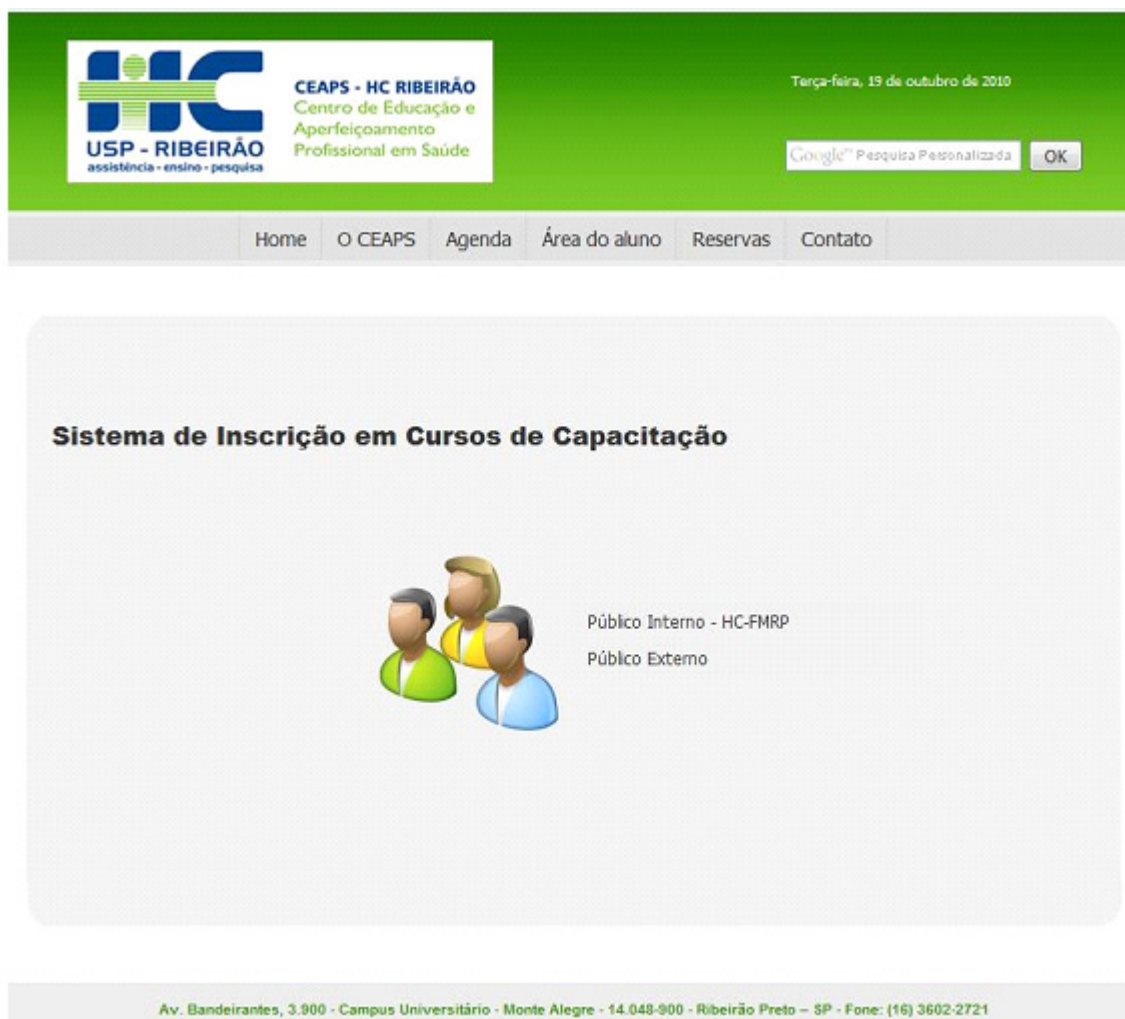 HC
USP - RIBEIRÃO
assistência - ensino - pesquisa
CEAPS - HC RIBEIRÃO
Centro de Educação e
Aperfeiçoamento
Profissional em Saúde
Terça-feira, 19 de outubro de 2010
Google™ Pesquisa Personalizada
OK
Home
O CEAPS
Agenda
Área do aluno
Reservas
Contato
Sistema de Inscrição em Cursos de Capacitação
Público Interno - HC-FMRP
Público Externo
Av. Bandeirantes, 3.900 - Campus Universitário - Monte Alegre - 14.048-900 - Ribeirão Preto – SP - Fone: (16) 3602-2721